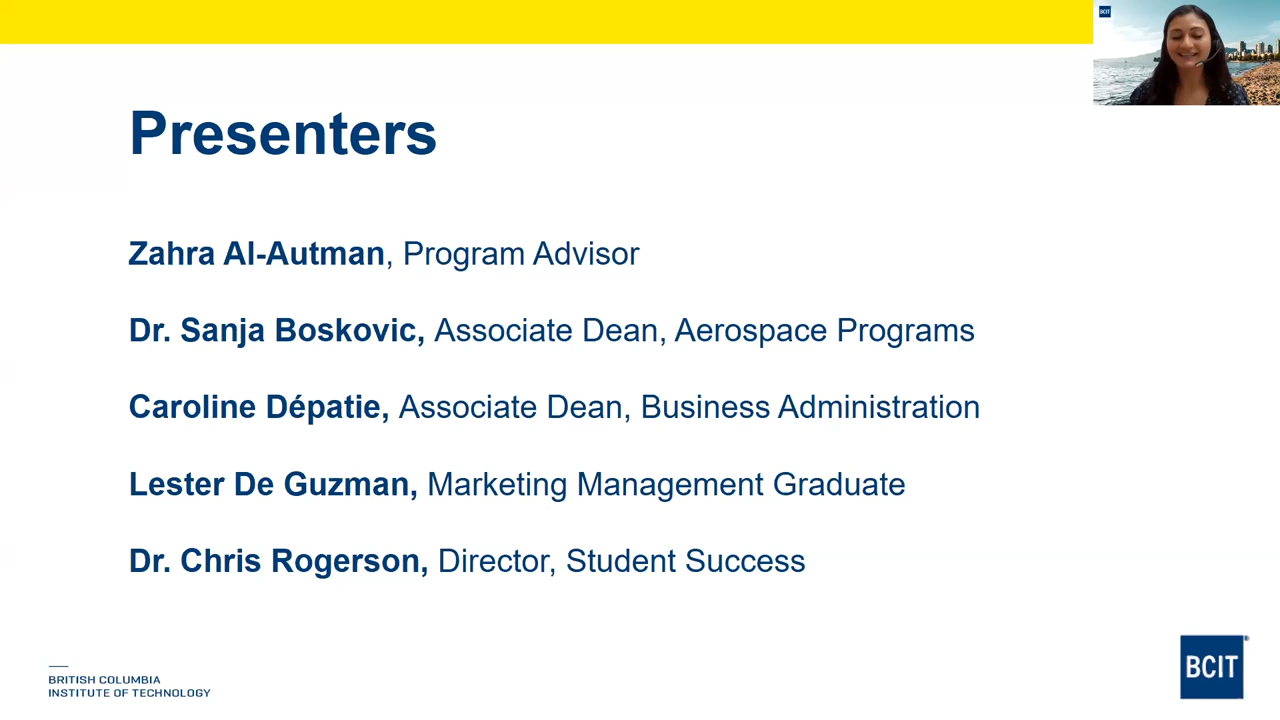 BCIT
Presenters
Zahra Al-Autman, Program Advisor
Dr. Sanja Boskovic, Associate Dean, Aerospace Programs
Caroline Dépatie, Associate Dean, Business Administration
Lester De Guzman, Marketing Management Graduate
Dr. Chris Rogerson, Director, Student Success
BRITISH COLUMBIA
INSTITUTE OF TECHNOLOGY
BCIT®